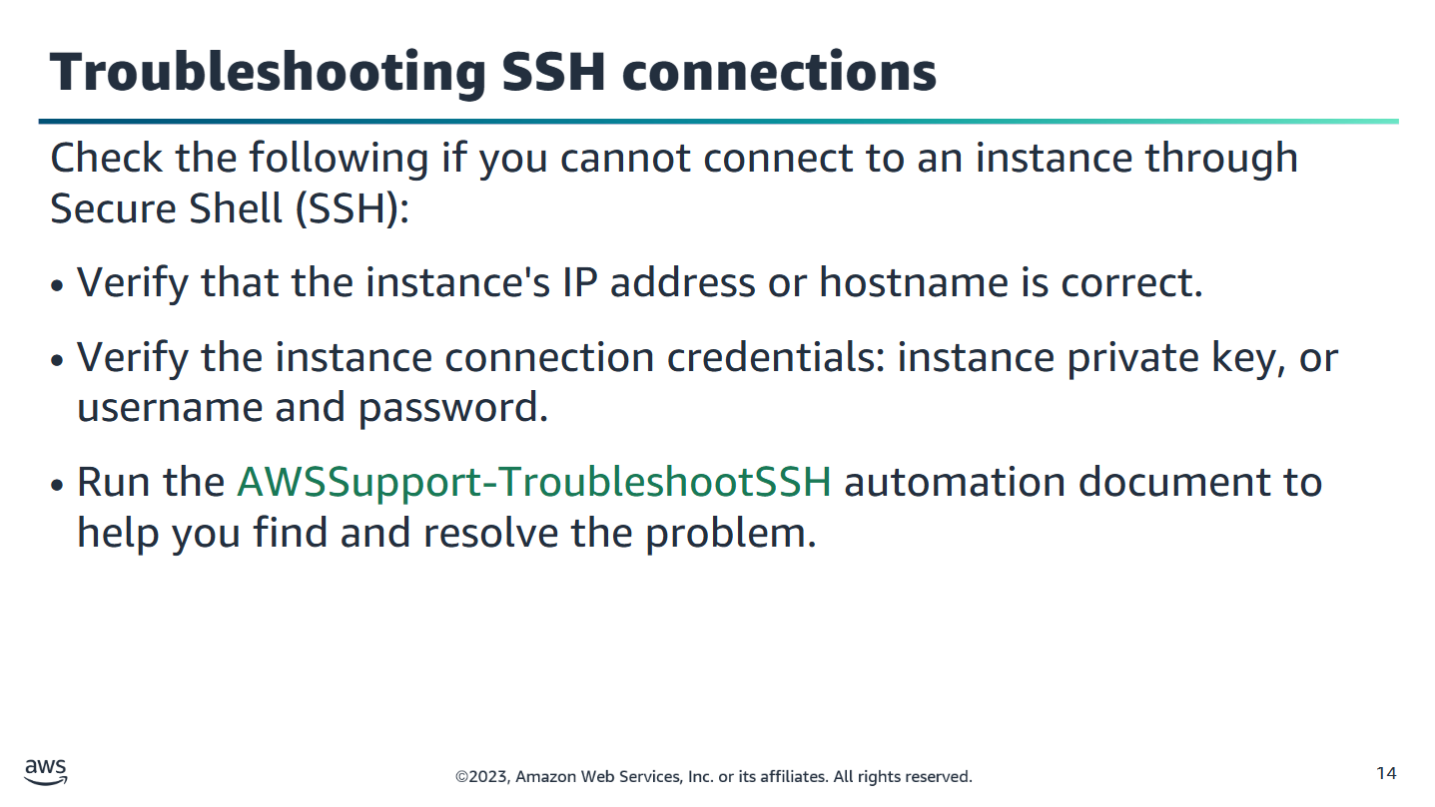 Troubleshooting SSH connections
Check the following if you cannot connect to an instance through
Secure Shell (SSH):
• Verify that the instance's IP address or hostname is correct.
• Verify the instance connection credentials: instance private key, or
username and password.
• Run the AWSSupport-TroubleshootSSH automation document to
help you find and resolve the problem.
aws
©2023, Amazon Web Services, Inc. or its affiliates. All rights reserved.
14